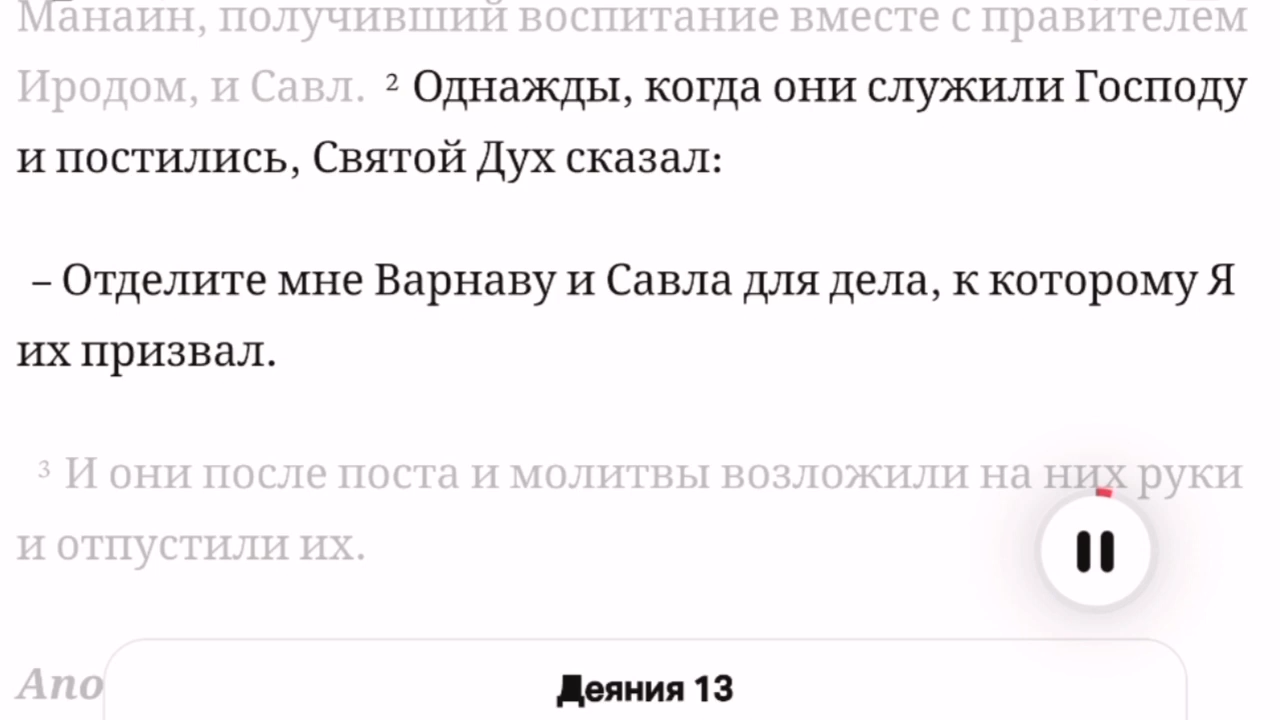 Манаин, получивший воспитание вместе с правителем
Иродом, и Савл. 2 Однажды, когда они служили Господу
и постились, Святой Дух сказал:
– Отделите мне Варнаву и Савла для дела, к которому Я
их призвал.
3 И они после поста и молитвы возложили на них руки
и отпустили их.
Апо
Деяния 13